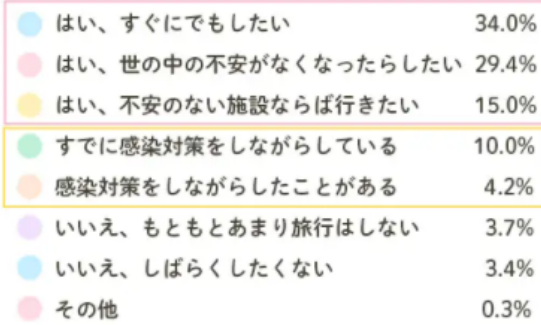 はい、すぐにでもしたい 34.0%
はい、世の中の不安がなくなったらしたい 29.4%
はい、不安のない施設ならば行きたい 15.0%
すでに感染対策をしながらしている 10.0%
感染対策をしながらしたことがある 4.2%
いいえ、もともとあまり旅行はしない 3.7%
いいえ、しばらくしたくない 3.4%
その他 0.3%